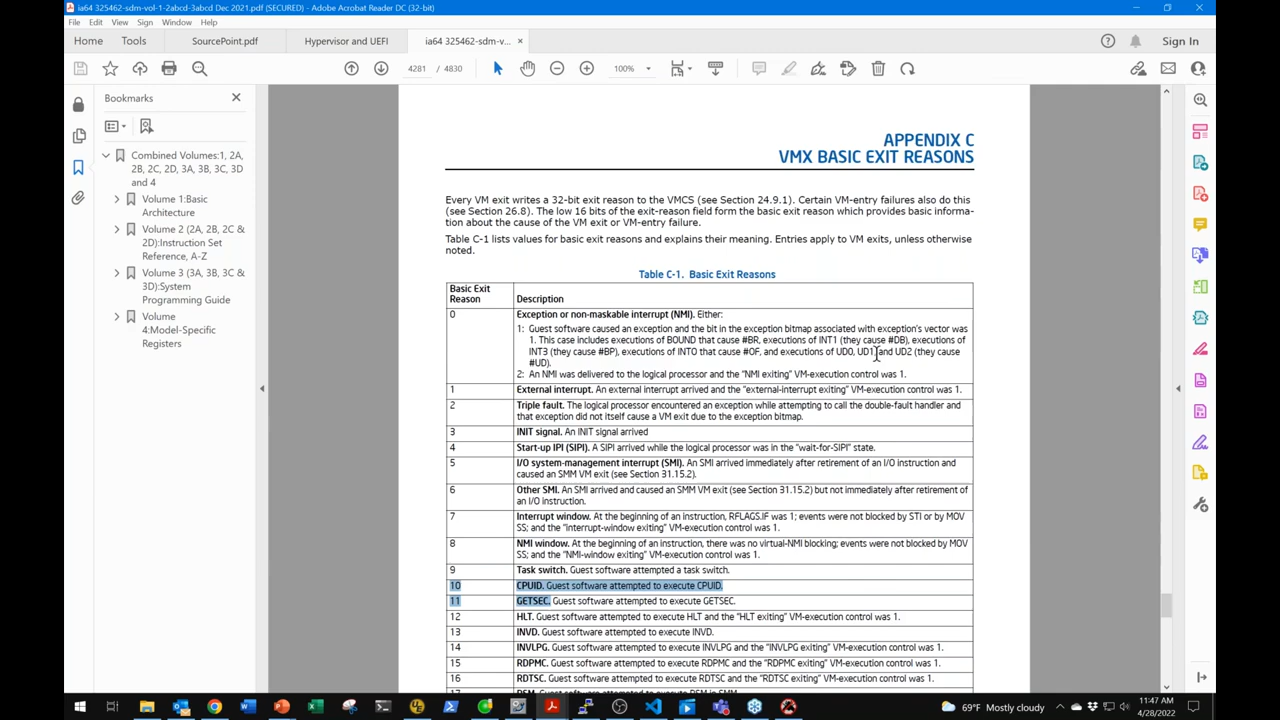 ia64 325462-sdm-vol-1-2abcd-3abcd Dec 2021.pdf (SECURED) - Adobe Acrobat Reader DC (32-bit)
File Edit View Sign Window Help
Home Tools SourcePoint.pdf Hypervisor and UEFI ia64 325462-sdm-v... × Sign In
4281 / 4830 100%
Bookmarks
Combined Volumes:1, 2A,
2B, 2C, 2D, 3A, 3B, 3C, 3D
and 4
Volume 1:Basic
Architecture
Volume 2 (2A, 2B, 2C &
2D):Instruction Set
Reference, A-Z
Volume 3 (3A, 3B, 3C &
3D):System
Programming Guide
Volume
4:Model-Specific
Registers
APPENDIX C
VMX BASIC EXIT REASONS
Every VM exit writes a 32-bit exit reason to the VMCS (see Section 24.9.1). Certain VM-entry failures also do this
(see Section 26.8). The low 16 bits of the exit-reason field form the basic exit reason which provides basic informa-
tion about the cause of the VM exit or VM-entry failure.
Table C-1 lists values for basic exit reasons and explains their meaning. Entries apply to VM exits, unless otherwise
noted.
Table C-1. Basic Exit Reasons
Basic Exit
Reason Description
0 Exception or non-maskable interrupt (NMI). Either:
1: Guest software caused an exception and the bit in the exception bitmap associated with exception's vector was
1. This case includes executions of BOUND that cause #BR, executions of INT1 (they cause #DB), executions of
INT3 (they cause #BP), executions of INTO that cause #OF, and executions of UD0, UD1, and UD2 (they cause
#UD).
2: An NMI was delivered to the logical processor and the "NMI exiting" VM-execution control was 1.
1 External interrupt. An external interrupt arrived and the "external-interrupt exiting" VM-execution control was 1.
2 Triple fault. The logical processor encountered an exception while attempting to call the double-fault handler and
that exception did not itself cause a VM exit due to the exception bitmap.
3 INIT signal. An INIT signal arrived
4 Start-up IPI (SIPI). A SIPI arrived while the logical processor was in the "wait-for-SIPI" state.
5 I/O system-management interrupt (SMI). An SMI arrived immediately after retirement of an I/O instruction and
caused an SMM VM exit (see Section 31.15.2).
6 Other SMI. An SMI arrived and caused an SMM VM exit (see Section 31.15.2) but not immediately after retirement of
an I/O instruction.
7 Interrupt window. At the beginning of an instruction, RFLAGS.IF was 1; events were not blocked by STI or by MOV
SS; and the "interrupt-window exiting" VM-execution control was 1.
8 NMI window. At the beginning of an instruction, there was no virtual-NMI blocking; events were not blocked by MOV
SS; and the "NMI-window exiting" VM-execution control was 1.
9 Task switch. Guest software attempted a task switch.
10 CPUID. Guest software attempted to execute CPUID.
11 GETSEC. Guest software attempted to execute GETSEC.
12 HLT. Guest software attempted to execute HLT and the "HLT exiting" VM-execution control was 1.
13 INVD. Guest software attempted to execute INVD.
14 INVLPG. Guest software attempted to execute INVLPG and the "INVLPG exiting" VM-execution control was 1.
15 RDPMC. Guest software attempted to execute RDPMC and the "RDPMC exiting" VM-execution control was 1.
16 RDTSC. Guest software attempted to execute RDTSC and the "RDTSC exiting" VM-execution control was 1.
69°F Mostly cloudy 11:47 AM
4/28/2022